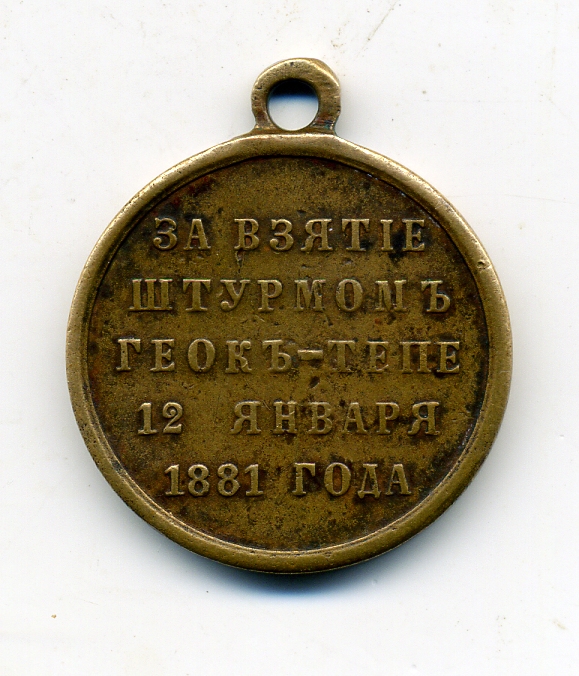 ЗА ВЗЯТІЕ
ШТУРМОМЪ
ГЕОКЪ-ТЕПЕ
12 ЯНВАРЯ
1881 ГОДА